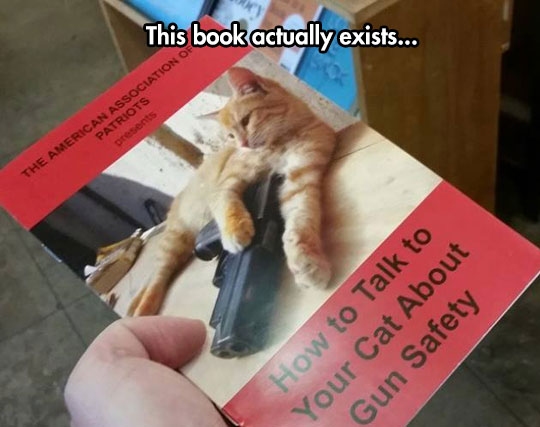 This book actually exists...
THE AMERICAN ASSOCIATION OF
PATRIOTS
presents
How to Talk to
Your Cat About
Gun Safety